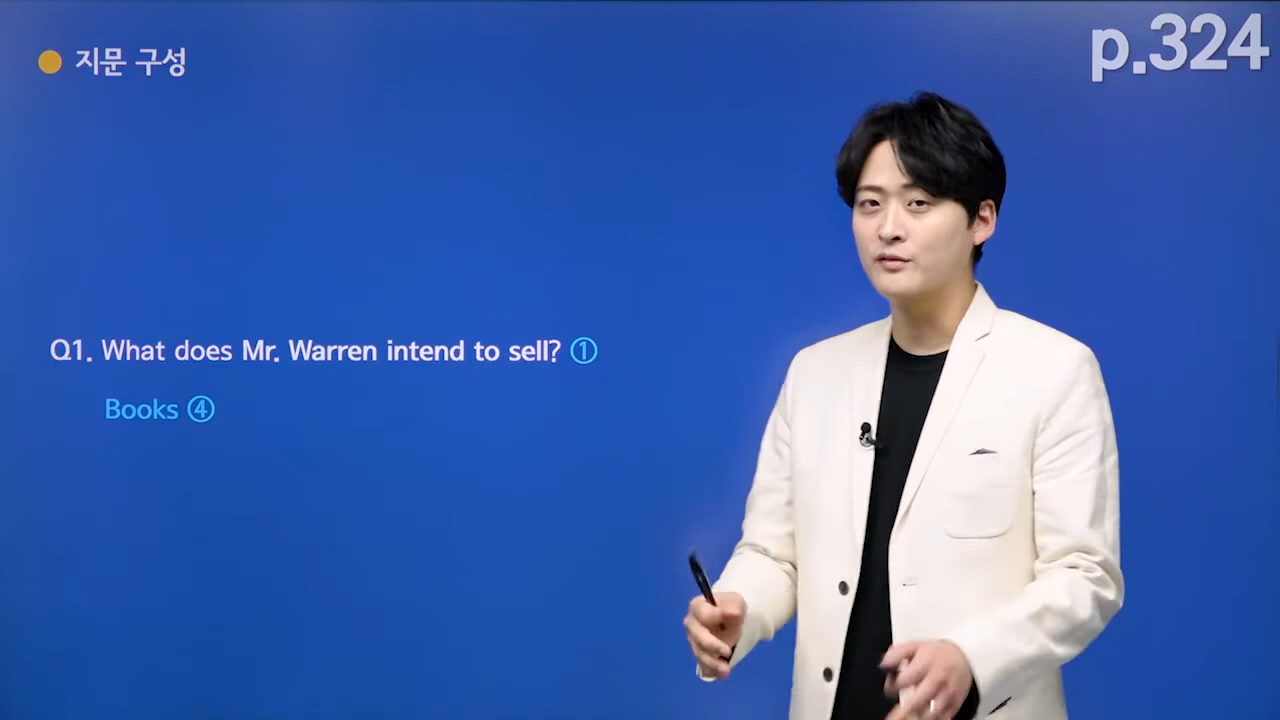 지문 구성
p.324
Q1. What does Mr. Warren intend to sell? ①
Books ④